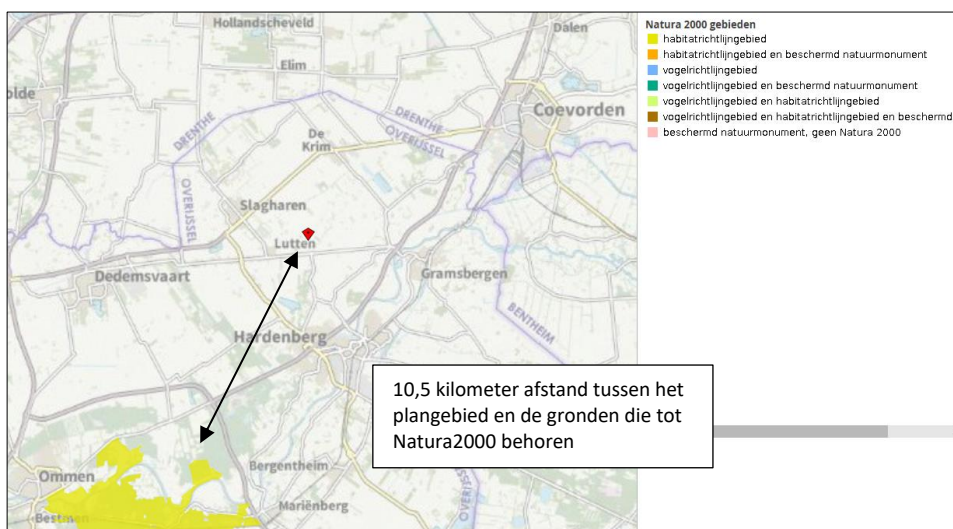 Natura 2000 gebieden
habitatrichtlijngebied
habitatrichtlijngebied en beschermd natuurmonument
vogelrichtlijngebied
vogelrichtlijngebied en beschermd natuurmonument
vogelrichtlijngebied en habitatrichtlijngebied
vogelrichtlijngebied en habitatrichtlijngebied en beschermd
beschermd natuurmonument, geen Natura 2000
Hollandscheveld
Dalen
Elim
olde
Coevorden
DRENTHE
DRENTHE
OVERIJSSEL
De
Krim
OVERIJSSEL
Slagharen
Lutten
Dedemsvaart
Gramsbergen
BENTHEIM
Hardenberg
10,5 kilometer afstand tussen het
plangebied en de gronden die tot
Natura2000 behoren
Bergentheim
Ommen
Mariënberg
Bestmen
OVERIJSSEL